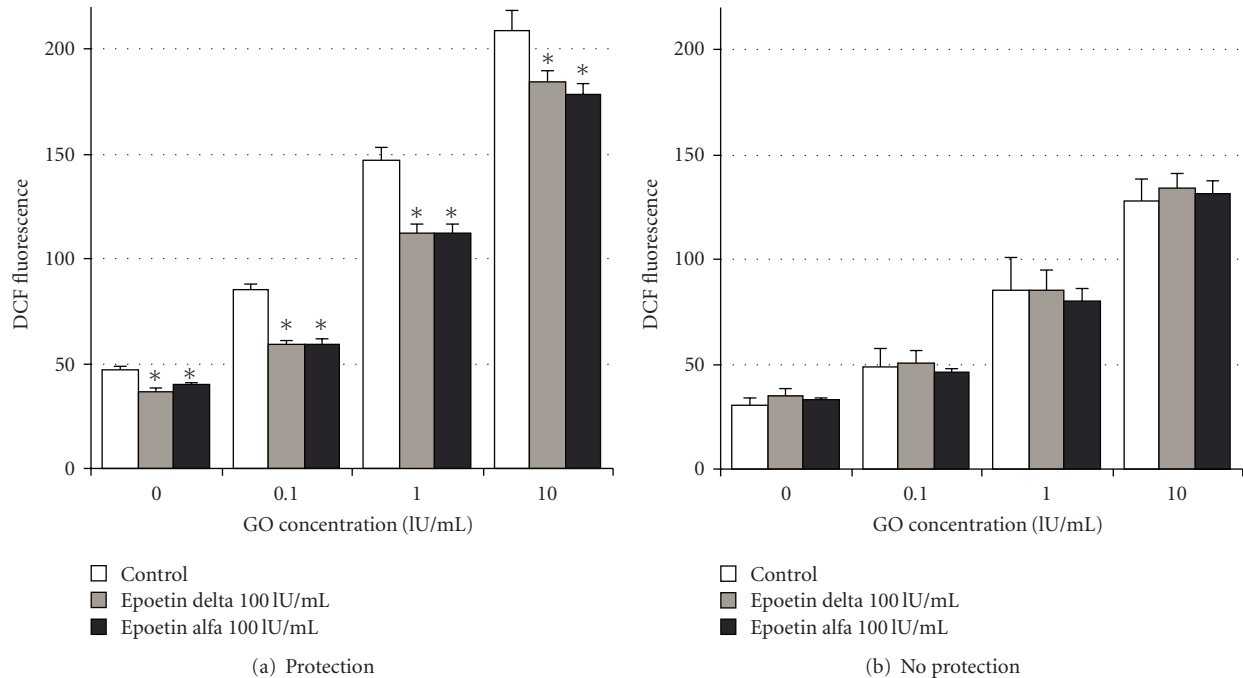 DCF fluorescence
200
150
100
50
0
* *
* *
* *
* *
0 0.1 1 10
GO concentration (lU/mL)
Control
Epoetin delta 100 lU/mL
Epoetin alfa 100 lU/mL
(a) Protection
DCF fluorescence
200
150
100
50
0
0 0.1 1 10
GO concentration (lU/mL)
Control
Epoetin delta 100 lU/mL
Epoetin alfa 100 lU/mL
(b) No protection